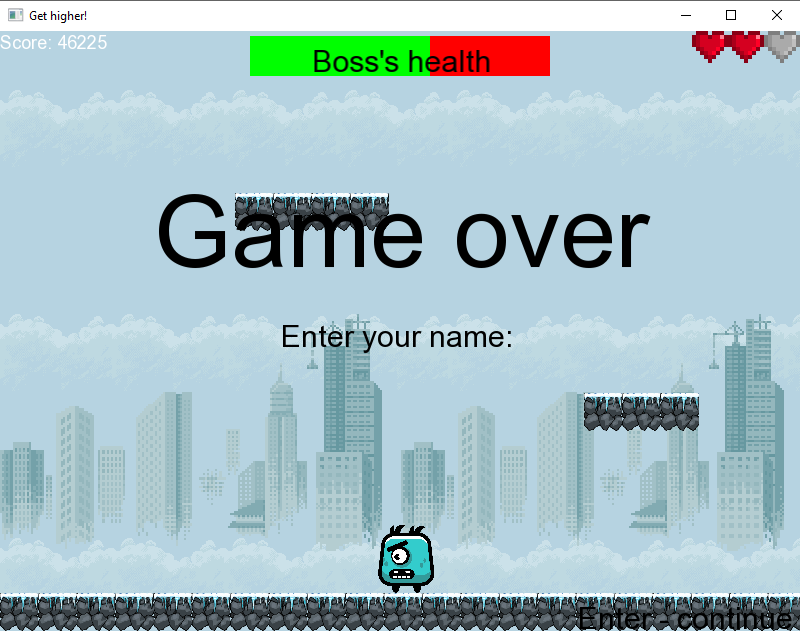 Get higher!
Score: 46225
Boss's health
Game over
Enter your name:
Enter - continue